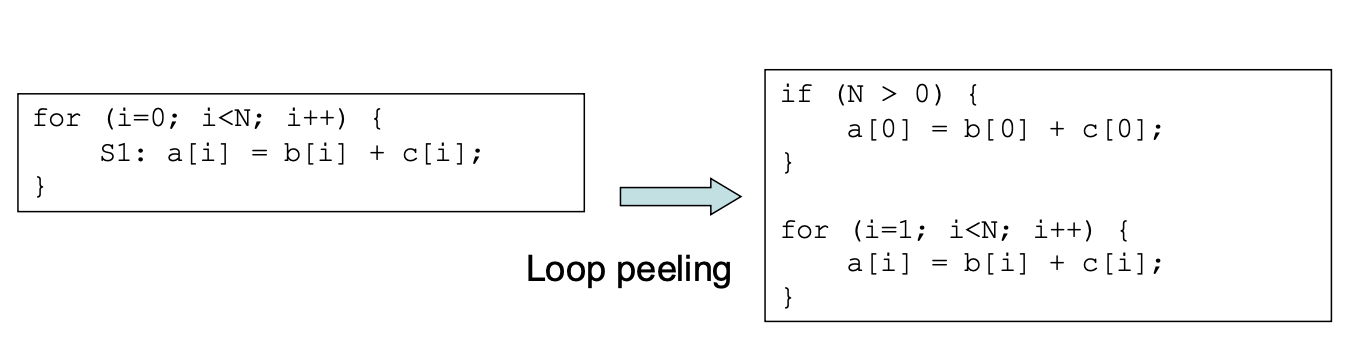 for (i=0; i<N; i++) {
    S1: a[i] = b[i] + c[i];
}
Loop peeling
if (N > 0) {
    a[0] = b[0] + c[0];
}
for (i=1; i<N; i++) {
    a[i] = b[i] + c[i];
}